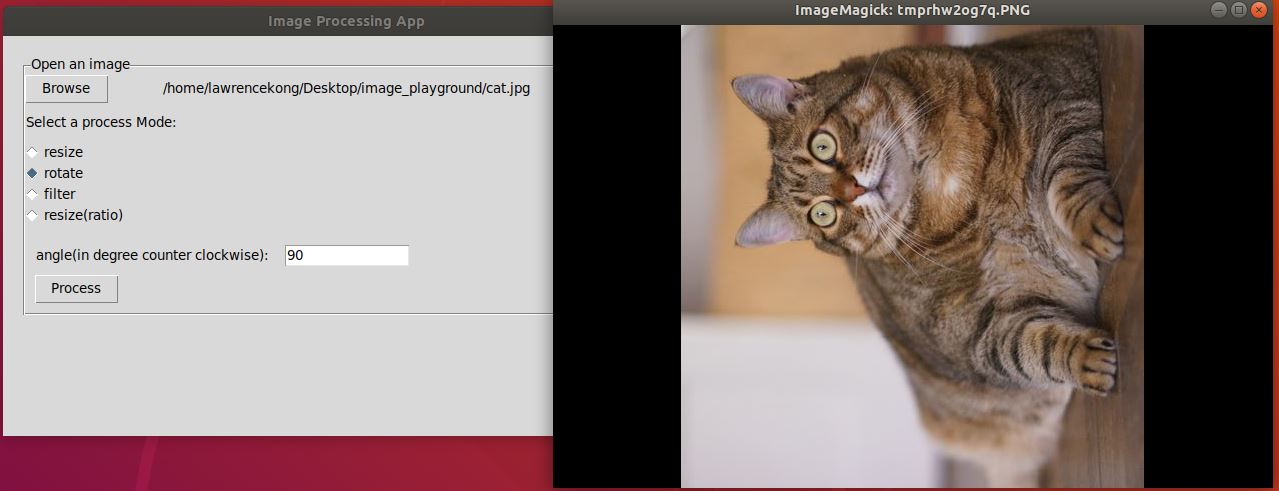 Image Processing App
ImageMagick: tmprhw2og7q.PNG
Open an image
Browse /home/lawrencekong/Desktop/image_playground/cat.jpg
Select a process Mode:
resize
rotate
filter
resize(ratio)
angle(in degree counter clockwise): 90
Process